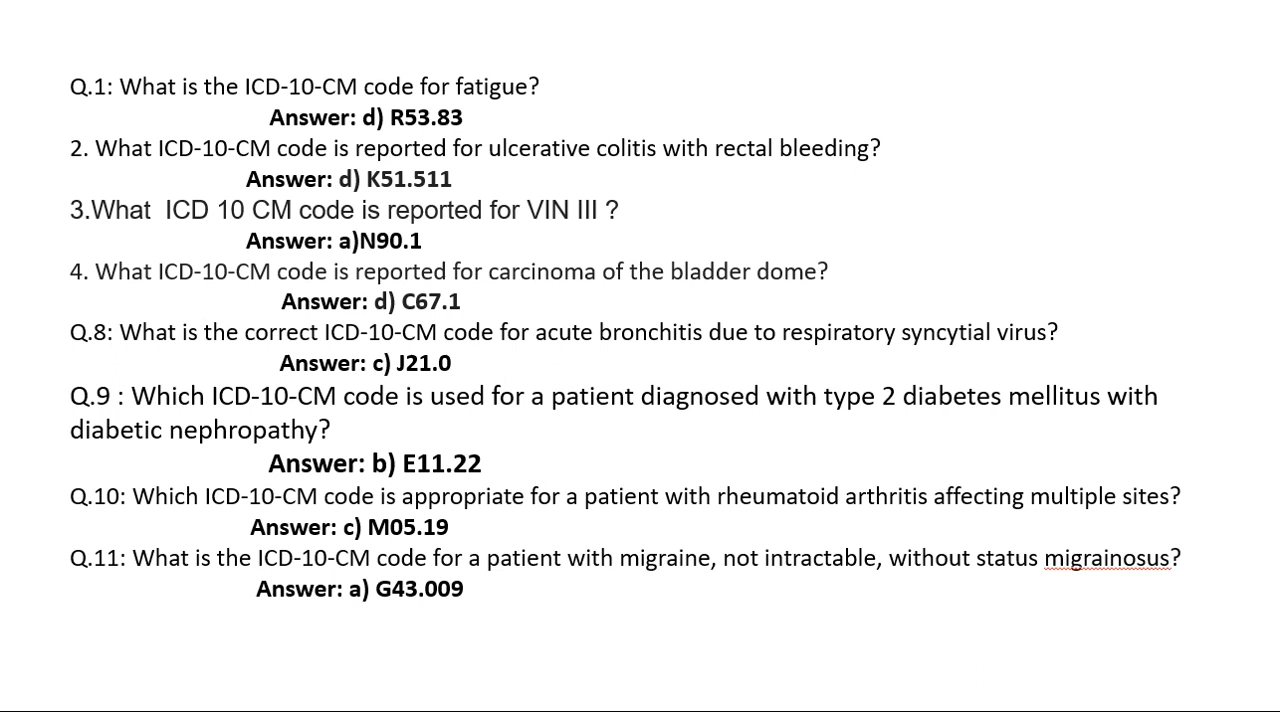 Q.1: What is the ICD-10-CM code for fatigue?
Answer: d) R53.83
2. What ICD-10-CM code is reported for ulcerative colitis with rectal bleeding?
Answer: d) K51.511
3.What  ICD 10 CM code is reported for VIN III ?
Answer: a)N90.1
4. What ICD-10-CM code is reported for carcinoma of the bladder dome?
Answer: d) C67.1
Q.8: What is the correct ICD-10-CM code for acute bronchitis due to respiratory syncytial virus?
Answer: c) J21.0
Q.9 : Which ICD-10-CM code is used for a patient diagnosed with type 2 diabetes mellitus with
diabetic nephropathy?
Answer: b) E11.22
Q.10: Which ICD-10-CM code is appropriate for a patient with rheumatoid arthritis affecting multiple sites?
Answer: c) M05.19
Q.11: What is the ICD-10-CM code for a patient with migraine, not intractable, without status migrainosus?
Answer: a) G43.009